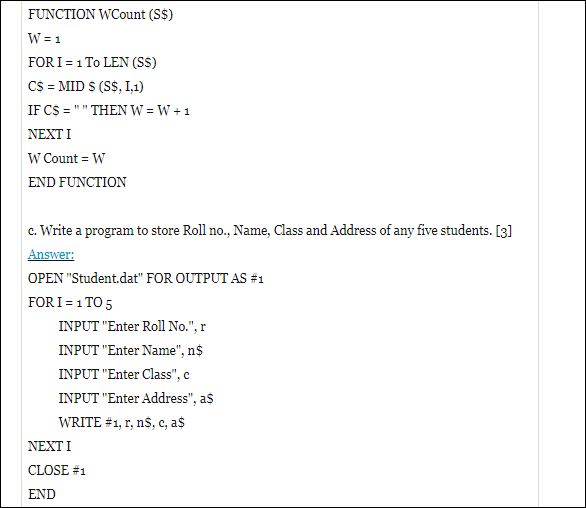 FUNCTION WCount (S$)
W = 1
FOR I = 1 To LEN (S$)
C$ = MID $ (S$, I,1)
IF C$ = " " THEN W = W + 1
NEXT I
W Count = W
END FUNCTION
c. Write a program to store Roll no., Name, Class and Address of any five students. [3]
Answer:
OPEN "Student.dat" FOR OUTPUT AS #1
FOR I = 1 TO 5
INPUT "Enter Roll No.", r
INPUT "Enter Name", n$
INPUT "Enter Class", c
INPUT "Enter Address", a$
WRITE #1, r, n$, c, a$
NEXT I
CLOSE #1
END